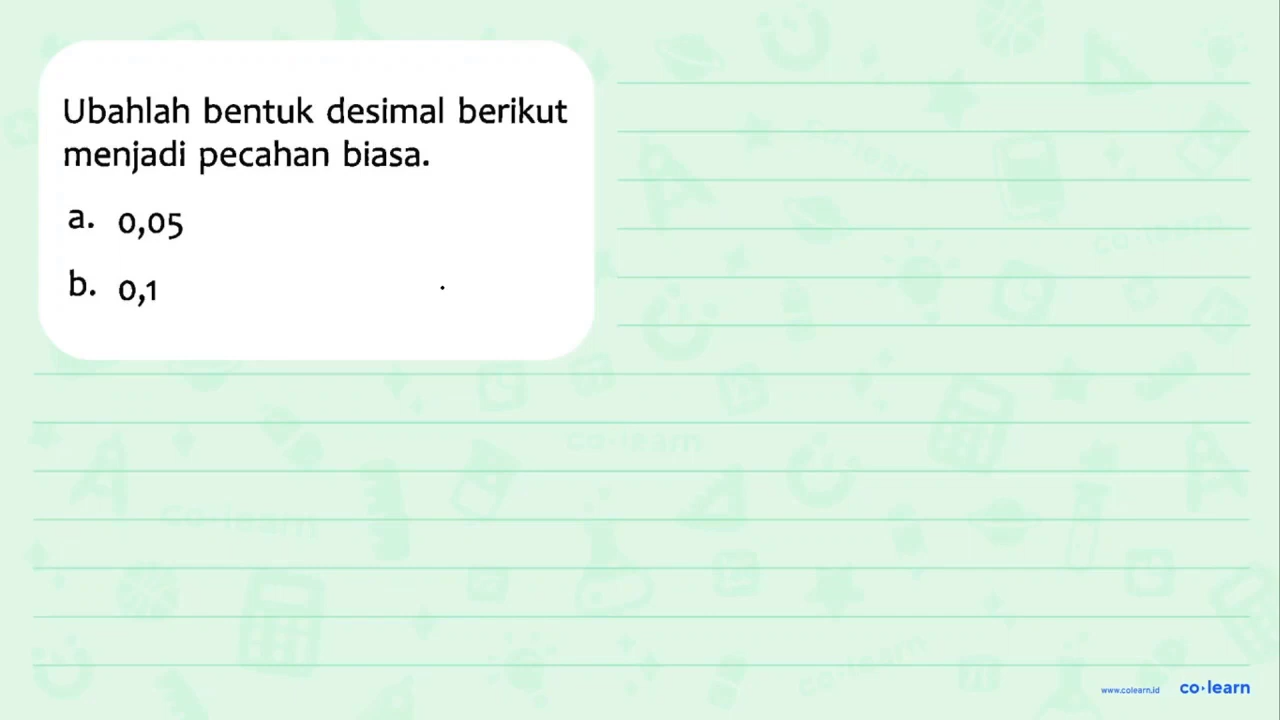 Ubahlah bentuk desimal berikut
menjadi pecahan biasa.
a. 0,05
b. 0,1
www.colearn.id co·learn